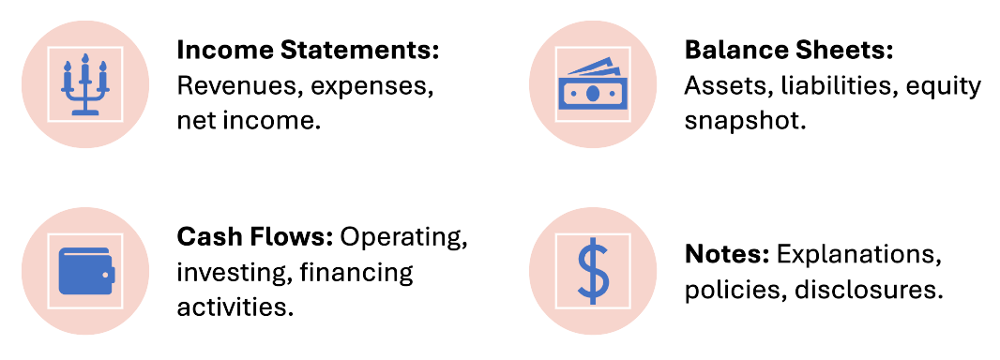 Income Statements:
Revenues, expenses,
net income.
Balance Sheets:
Assets, liabilities, equity
snapshot.
Cash Flows: Operating,
investing, financing
activities.
Notes: Explanations,
policies, disclosures.